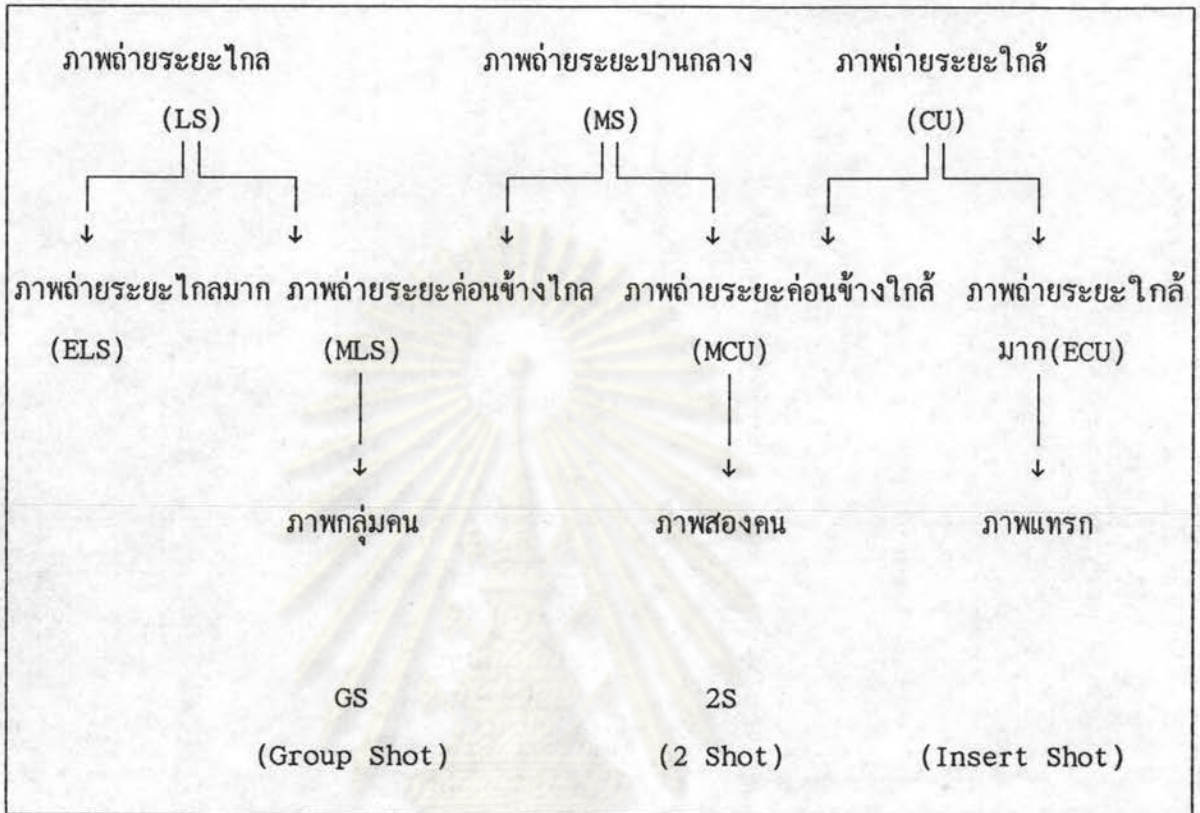 ภาพถ่ายระยะไกล ภาพถ่ายระยะปานกลาง ภาพถ่ายระยะใกล้
(LS) (MS) (CU)
ภาพถ่ายระยะไกลมาก ภาพถ่ายระยะค่อนข้างไกล ภาพถ่ายระยะค่อนข้างใกล้ ภาพถ่ายระยะใกล้
(ELS) (MLS) (MCU) มาก(ECU)
ภาพกลุ่มคน ภาพสองคน ภาพแทรก
GS 2S
(Group Shot) (2 Shot) (Insert Shot)